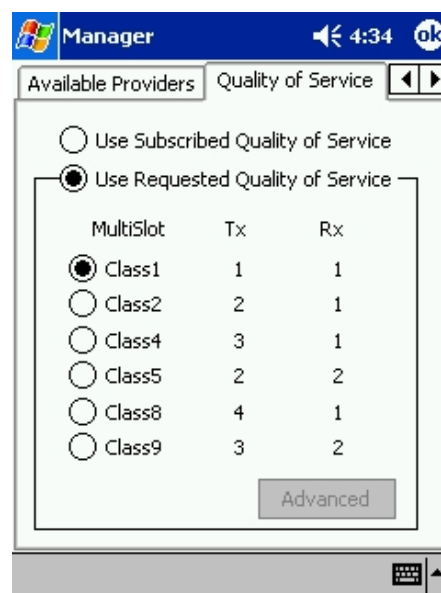 Manager 4:34 ok
Available Providers Quality of Service
Use Subscribed Quality of Service
Use Requested Quality of Service
MultiSlot Tx Rx
Class1 1 1
Class2 2 1
Class4 3 1
Class5 2 2
Class8 4 1
Class9 3 2
Advanced